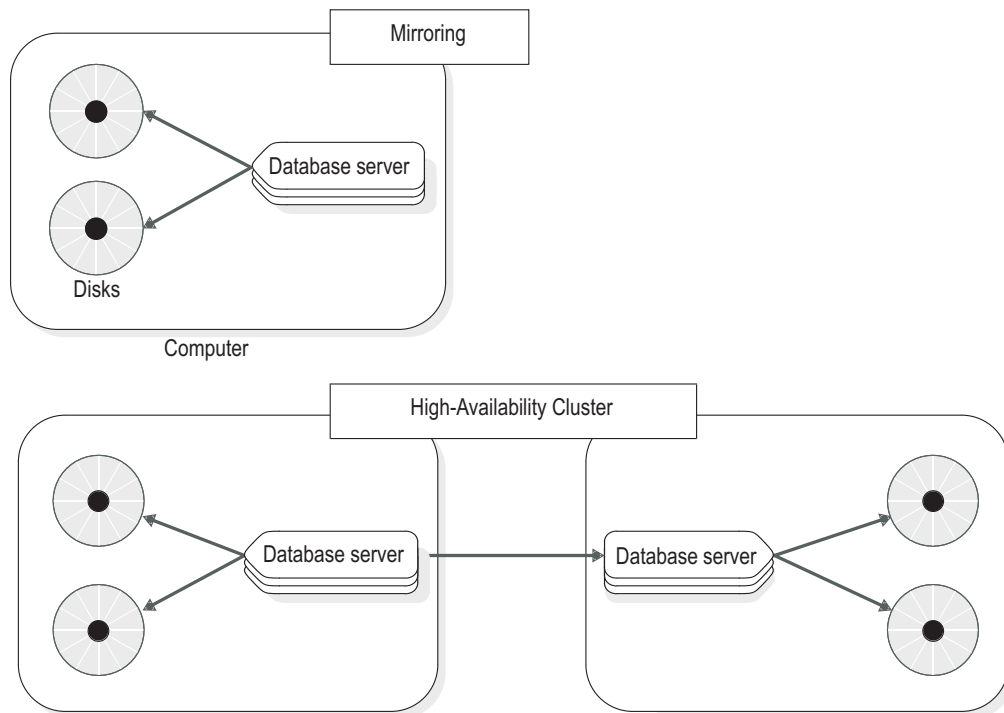 Mirroring
Database server
Disks
Computer
High-Availability Cluster
Database server
Database server